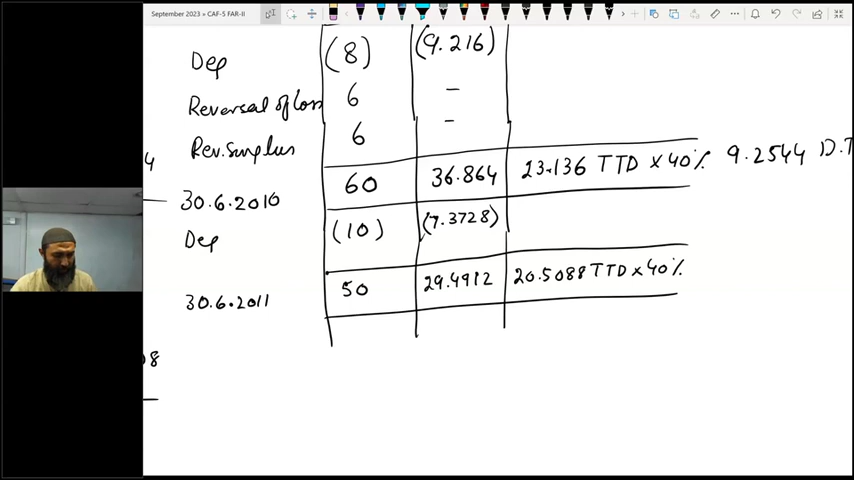 September 2023 » CAF-5 FAR-II
Dep (8) (9.216)
Reversal of Loss 6 –
Rev.Surplus 6 –
4
30.6.2010 60 36.864 23.136 TTD x 40% 9.2544 D.T
Dep (10) (7.3728)
30.6.2011 50 29.4912 20.5088 TTD x 40%
08